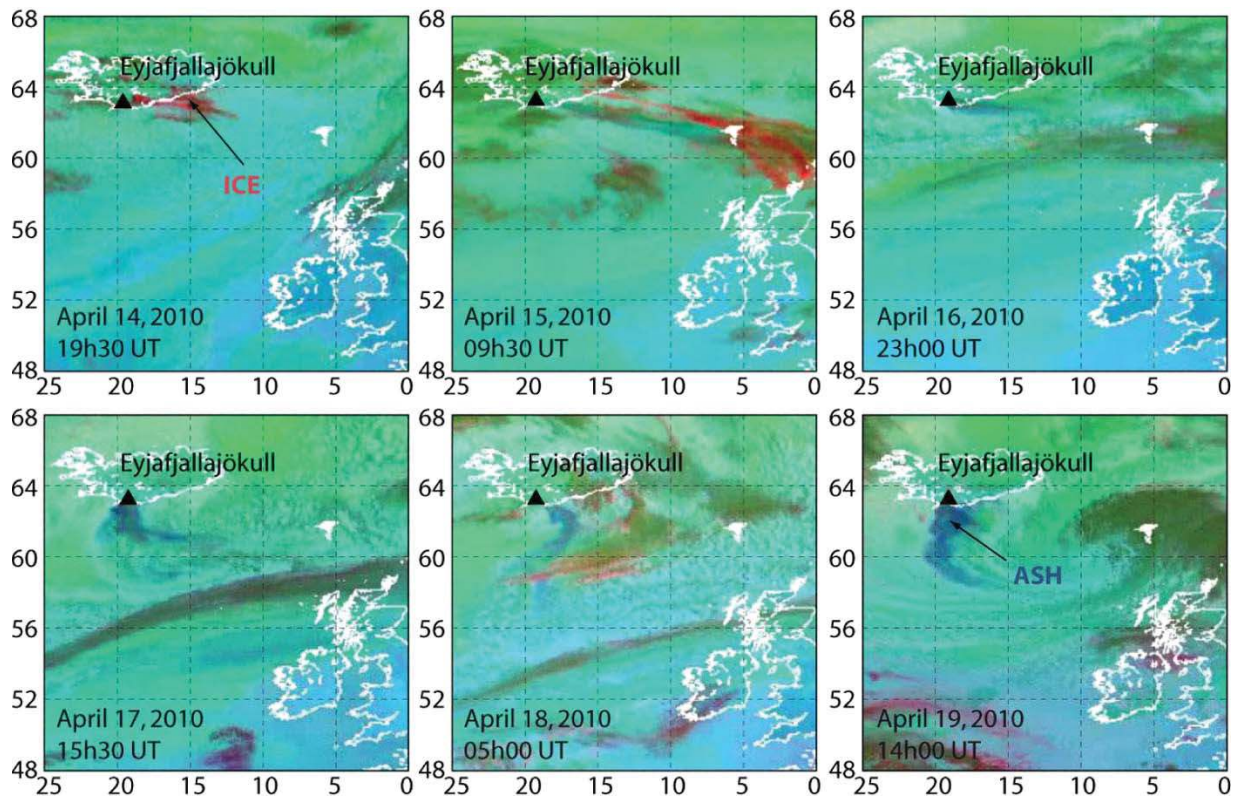 68
64
60
56
52
48
25 20 15 10 5 0
Eyjafjallajökull
ICE
April 14, 2010
19h30 UT
68
64
60
56
52
48
25 20 15 10 5 0
Eyjafjallajökull
April 15, 2010
09h30 UT
68
64
60
56
52
48
25 20 15 10 5 0
Eyjafjallajökull
April 16, 2010
23h00 UT
68
64
60
56
52
48
25 20 15 10 5 0
Eyjafjallajökull
April 17, 2010
15h30 UT
68
64
60
56
52
48
25 20 15 10 5 0
Eyjafjallajökull
April 18, 2010
05h00 UT
68
64
60
56
52
48
25 20 15 10 5 0
Eyjafjallajökull
ASH
April 19, 2010
14h00 UT